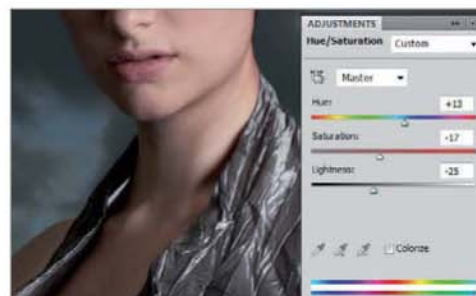 ADJUSTMENTS
Hue/Saturation Custom
Master
Hue: +13
Saturation: -17
Lightness: -25
Colorize